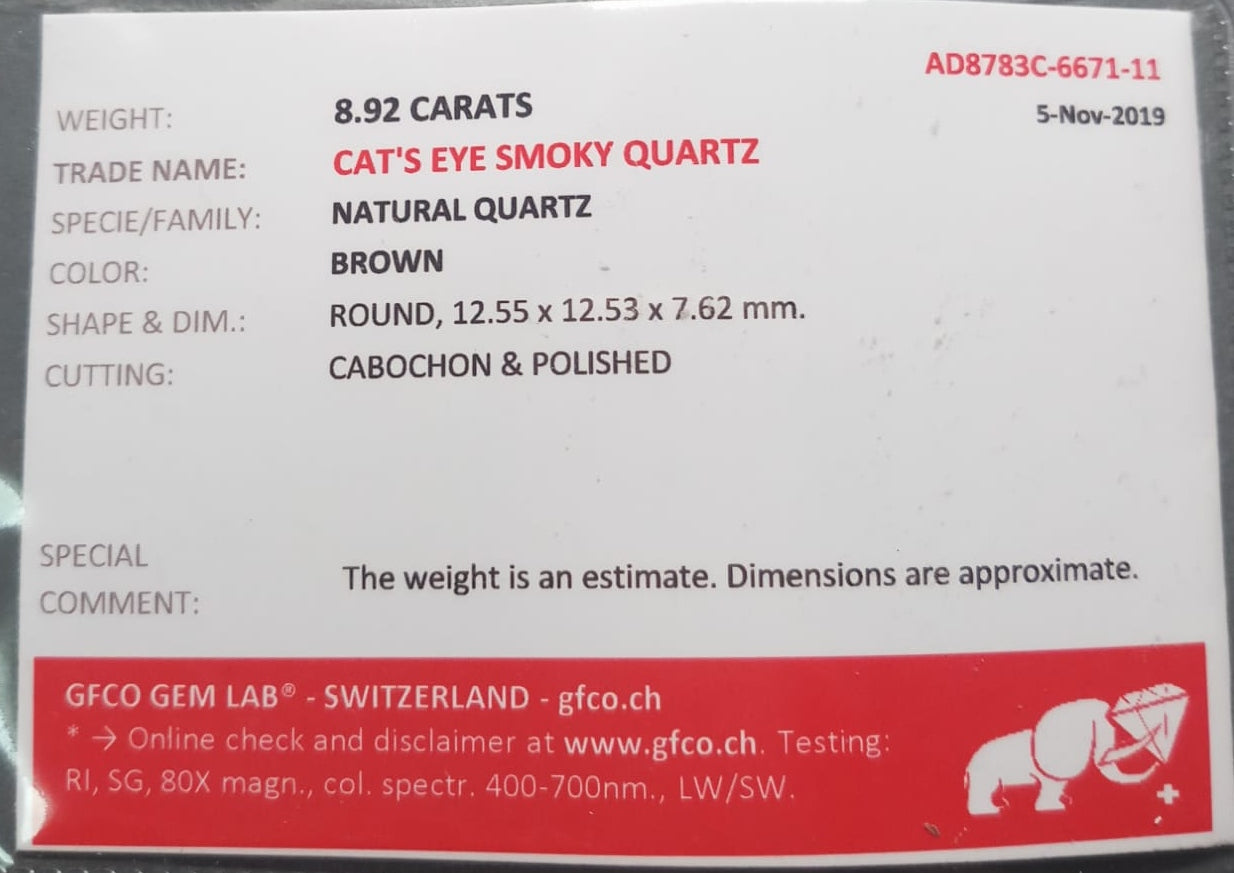 AD8783C-6671-11
5-Nov-2019
WEIGHT: 8.92 CARATS
TRADE NAME: CAT'S EYE SMOKY QUARTZ
SPECIE/FAMILY: NATURAL QUARTZ
COLOR: BROWN
SHAPE & DIM.: ROUND, 12.55 x 12.53 x 7.62 mm.
CUTTING: CABOCHON & POLISHED
SPECIAL
COMMENT: The weight is an estimate. Dimensions are approximate.
GFCO GEM LAB® - SWITZERLAND - gfco.ch
* → Online check and disclaimer at www.gfco.ch. Testing:
RI, SG, 80X magn., col. spectr. 400-700nm., LW/SW.